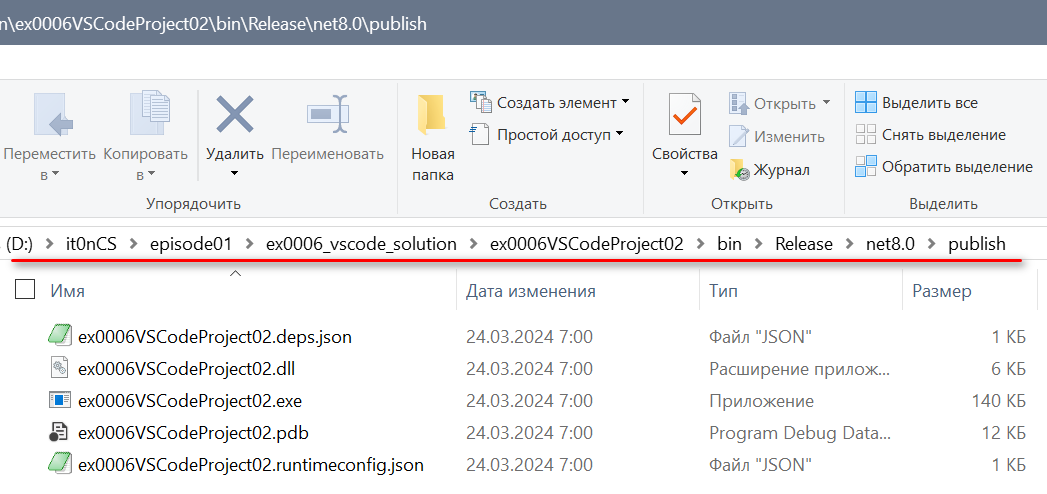 n\ex0006VSCodeProject02\bin\Release\net8.0\publish
Переместить в
Копировать в
Удалить
Переименовать
Упорядочить
Новая папка
Создать элемент
Простой доступ
Создать
Свойства
Открыть
Изменить
Журнал
Открыть
Выделить все
Снять выделение
Обратить выделение
Выделить
(D:) > it0nCS > episode01 > ex0006_vscode_solution > ex0006VSCodeProject02 > bin > Release > net8.0 > publish
Имя Дата изменения Тип Размер
ex0006VSCodeProject02.deps.json 24.03.2024 7:00 Файл "JSON" 1 КБ
ex0006VSCodeProject02.dll 24.03.2024 7:00 Расширение прилож... 6 КБ
ex0006VSCodeProject02.exe 24.03.2024 7:00 Приложение 140 КБ
ex0006VSCodeProject02.pdb 24.03.2024 7:00 Program Debug Data... 12 КБ
ex0006VSCodeProject02.runtimeconfig.json 24.03.2024 7:00 Файл "JSON" 1 КБ